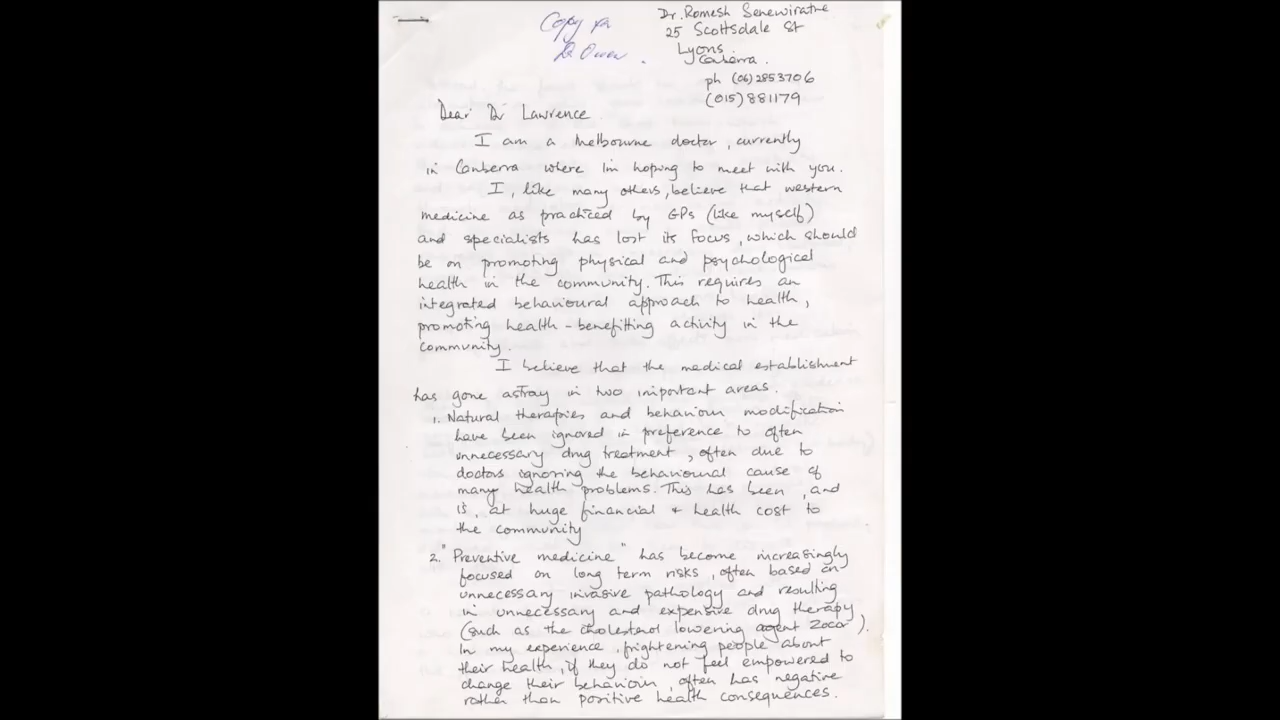 Copy for
Dr Owen.
Dr. Romesh Senewiratne
25 Scottsdale St
Lyons.
Canberra.
ph (06) 2853706
(015) 881179
Dear Dr Lawrence.
I am a Melbourne doctor, currently
in Canberra where I'm hoping to meet with you.
I, like many others, believe that western
medicine as practiced by GPs (like myself)
and specialists has lost its focus, which should
be on promoting physical and psychological
health in the community. This requires an
integrated behavioural approach to health,
promoting health-benefitting activity in the
community.
I believe that the medical establishment
has gone astray in two important areas.
1. Natural therapies and behaviour modification
have been ignored in preference to often
unnecessary drug treatment, often due to
doctors ignoring the behavioural cause of
many health problems. This has been, and
is, at huge financial + health cost to
the community
2. "Preventive medicine" has become increasingly
focused on long term risks, often based on
unnecessary invasive pathology and resulting
in unnecessary and expensive drug therapy
(such as the cholesterol lowering agent Zocor).
In my experience, frightening people about
their health, if they do not feel empowered to
change their behaviour, often has negative
rather than positive health consequences.